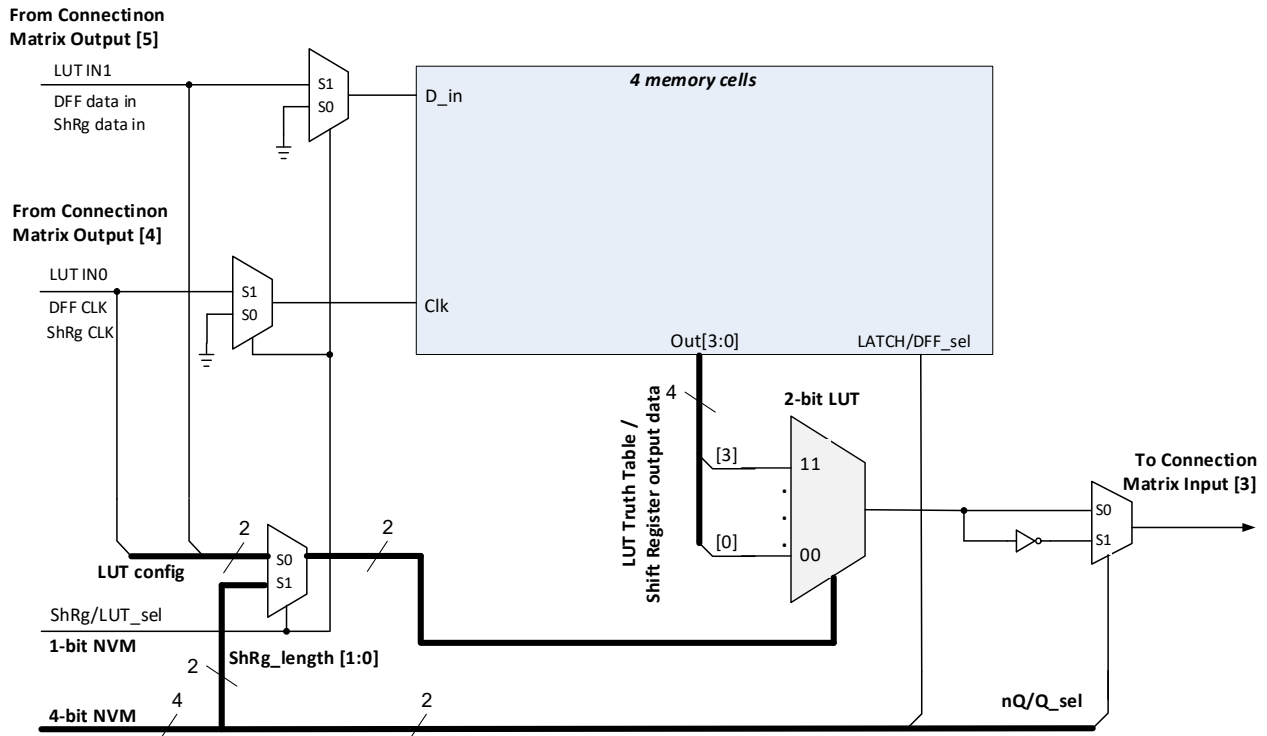 From Connectinon
Matrix Output [5]
LUT IN1
DFF data in
ShRg data in
S1
S0
D_in
4 memory cells
From Connectinon
Matrix Output [4]
LUT IN0
DFF CLK
ShRg CLK
S1
S0
Clk
Out[3:0]
LATCH/DFF_sel
LUT Truth Table /
Shift Register output data
4
2-bit LUT
[3]
11
[0]
00
To Connection
Matrix Input [3]
S0
S1
2
2
LUT config
S0
S1
ShRg/LUT_sel
1-bit NVM
ShRg_length [1:0]
2
4-bit NVM
4
2
nQ/Q_sel